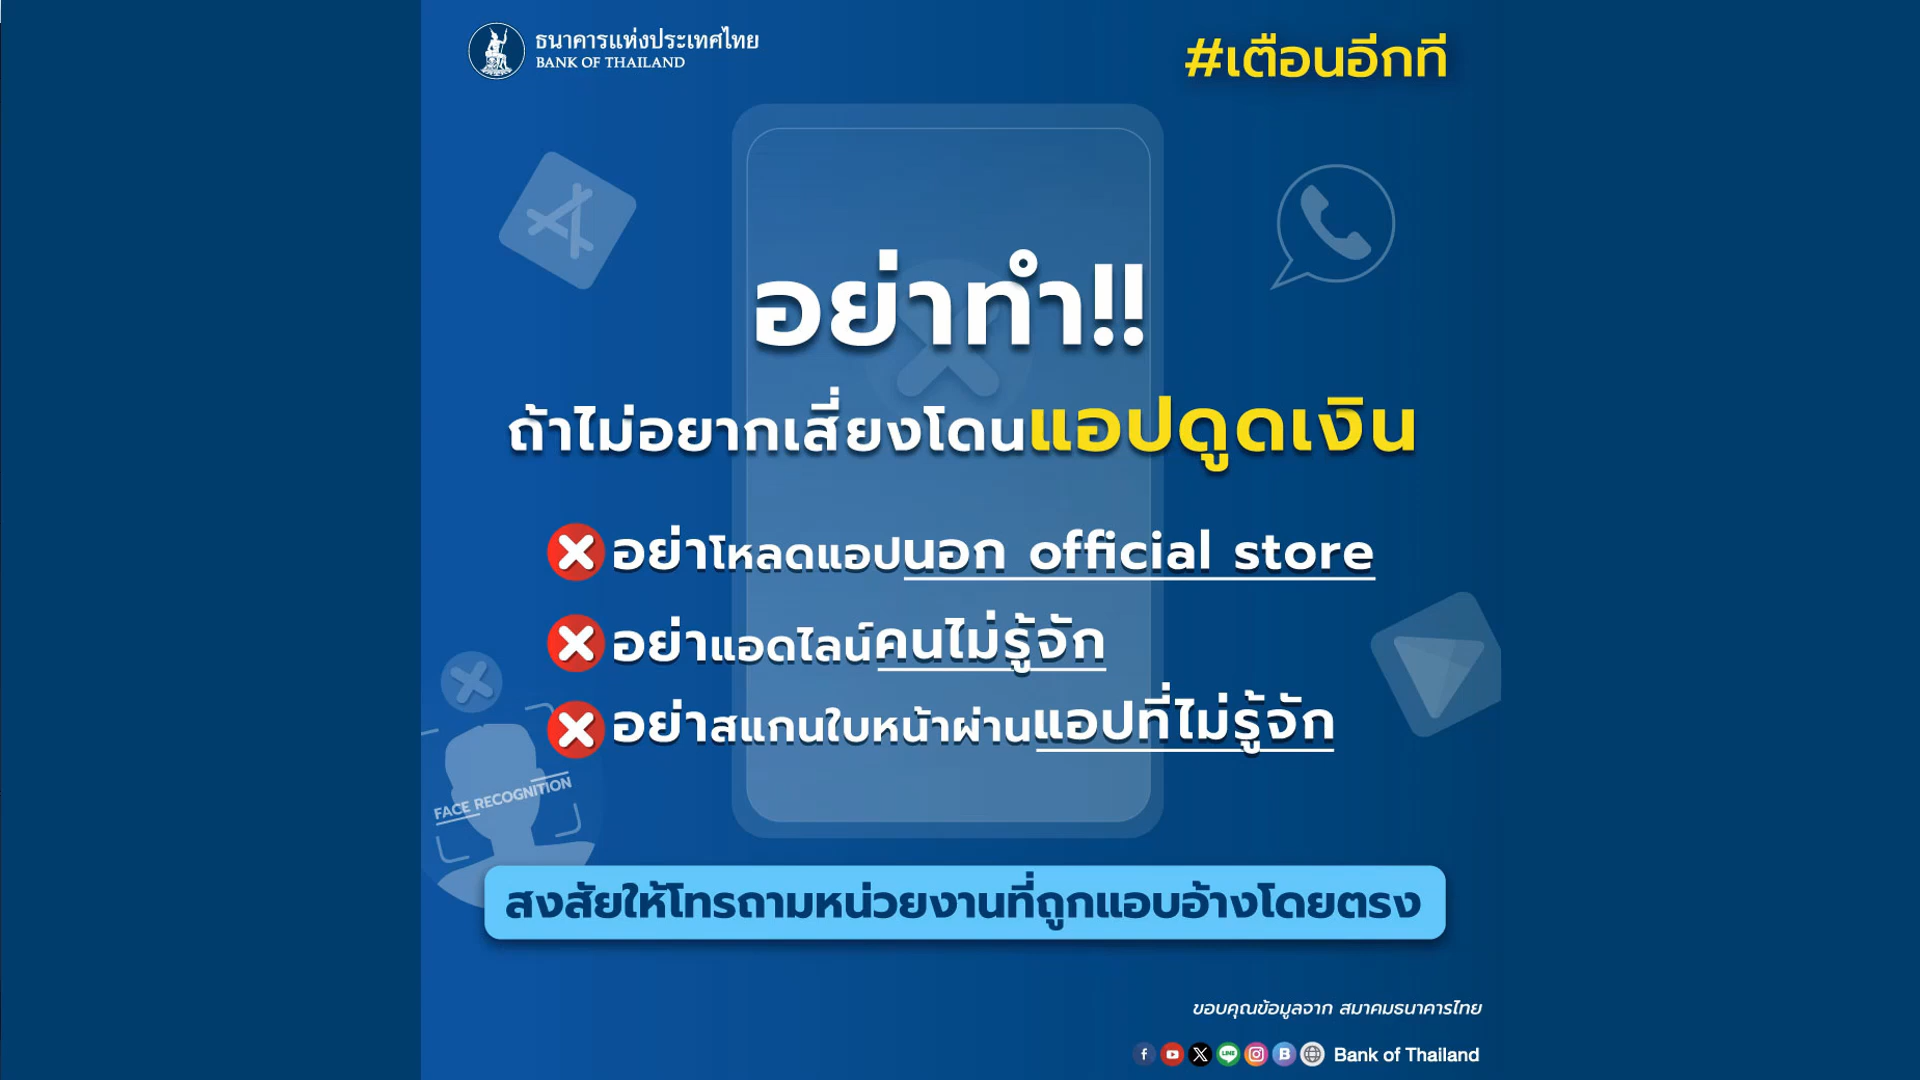 ธนาคารแห่งประเทศไทย
BANK OF THAILAND
#เตือนอีกที
อย่าทำ!!
ถ้าไม่อยากเสี่ยงโดนแอปดูดเงิน
อย่าโหลดแอปนอก official store
อย่าแอดไลน์คนไม่รู้จัก
อย่าสแกนใบหน้าผ่านแอปที่ไม่รู้จัก
FACE RECOGNITION
สงสัยให้โทรถามหน่วยงานที่ถูกแอบอ้างโดยตรง
ขอบคุณข้อมูลจาก สมาคมธนาคารไทย
Bank of Thailand